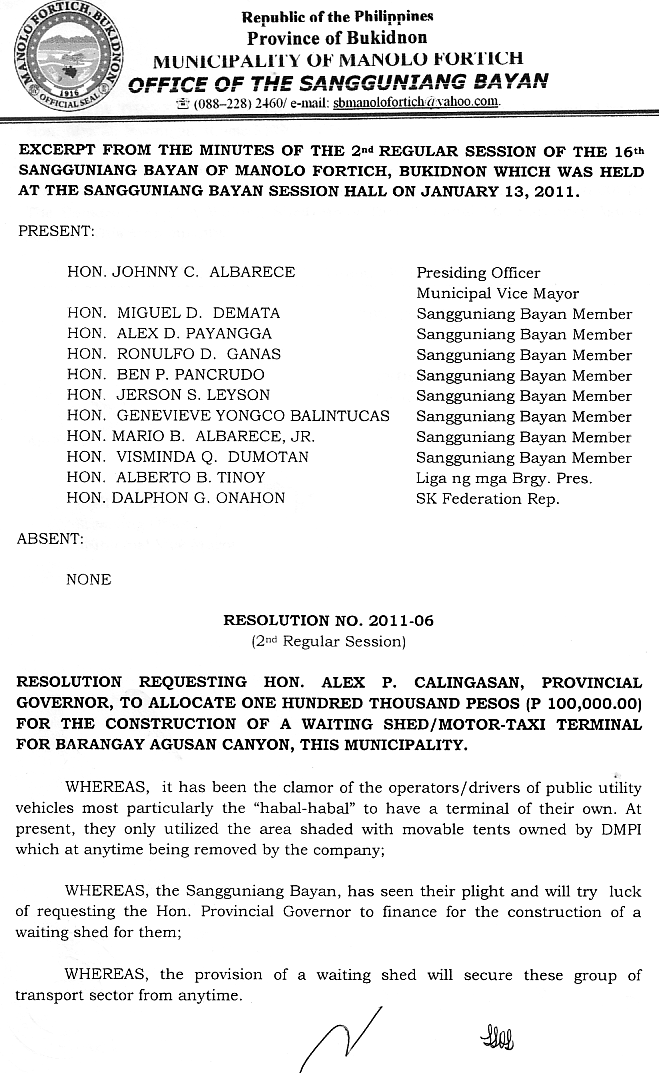 MANOLO FORTICH, BUKIDNON
1916
OFFICIAL SEAL
Republic of the Philippines
Province of Bukidnon
MUNICIPALITY OF MANOLO FORTICH
OFFICE OF THE SANGGUNIANG BAYAN
☏ (088–228) 2460/ e-mail: sbmanolofortich@yahoo.com.
EXCERPT FROM THE MINUTES OF THE 2nd REGULAR SESSION OF THE 16th
SANGGUNIANG BAYAN OF MANOLO FORTICH, BUKIDNON WHICH WAS HELD
AT THE SANGGUNIANG BAYAN SESSION HALL ON JANUARY 13, 2011.
PRESENT:
HON. JOHNNY C. ALBARECE Presiding Officer
Municipal Vice Mayor
HON. MIGUEL D. DEMATA Sangguniang Bayan Member
HON. ALEX D. PAYANGGA Sangguniang Bayan Member
HON. RONULFO D. GANAS Sangguniang Bayan Member
HON. BEN P. PANCRUDO Sangguniang Bayan Member
HON. JERSON S. LEYSON Sangguniang Bayan Member
HON. GENEVIEVE YONGCO BALINTUCAS Sangguniang Bayan Member
HON. MARIO B. ALBARECE, JR. Sangguniang Bayan Member
HON. VISMINDA Q. DUMOTAN Sangguniang Bayan Member
HON. ALBERTO B. TINOY Liga ng mga Brgy. Pres.
HON. DALPHON G. ONAHON SK Federation Rep.
ABSENT:
NONE
RESOLUTION NO. 2011-06
(2nd Regular Session)
RESOLUTION REQUESTING HON. ALEX P. CALINGASAN, PROVINCIAL
GOVERNOR, TO ALLOCATE ONE HUNDRED THOUSAND PESOS (P 100,000.00)
FOR THE CONSTRUCTION OF A WAITING SHED/MOTOR-TAXI TERMINAL
FOR BARANGAY AGUSAN CANYON, THIS MUNICIPALITY.
WHEREAS, it has been the clamor of the operators/drivers of public utility
vehicles most particularly the “habal-habal” to have a terminal of their own. At
present, they only utilized the area shaded with movable tents owned by DMPI
which at anytime being removed by the company;
WHEREAS, the Sangguniang Bayan, has seen their plight and will try luck
of requesting the Hon. Provincial Governor to finance for the construction of a
waiting shed for them;
WHEREAS, the provision of a waiting shed will secure these group of
transport sector from anytime.